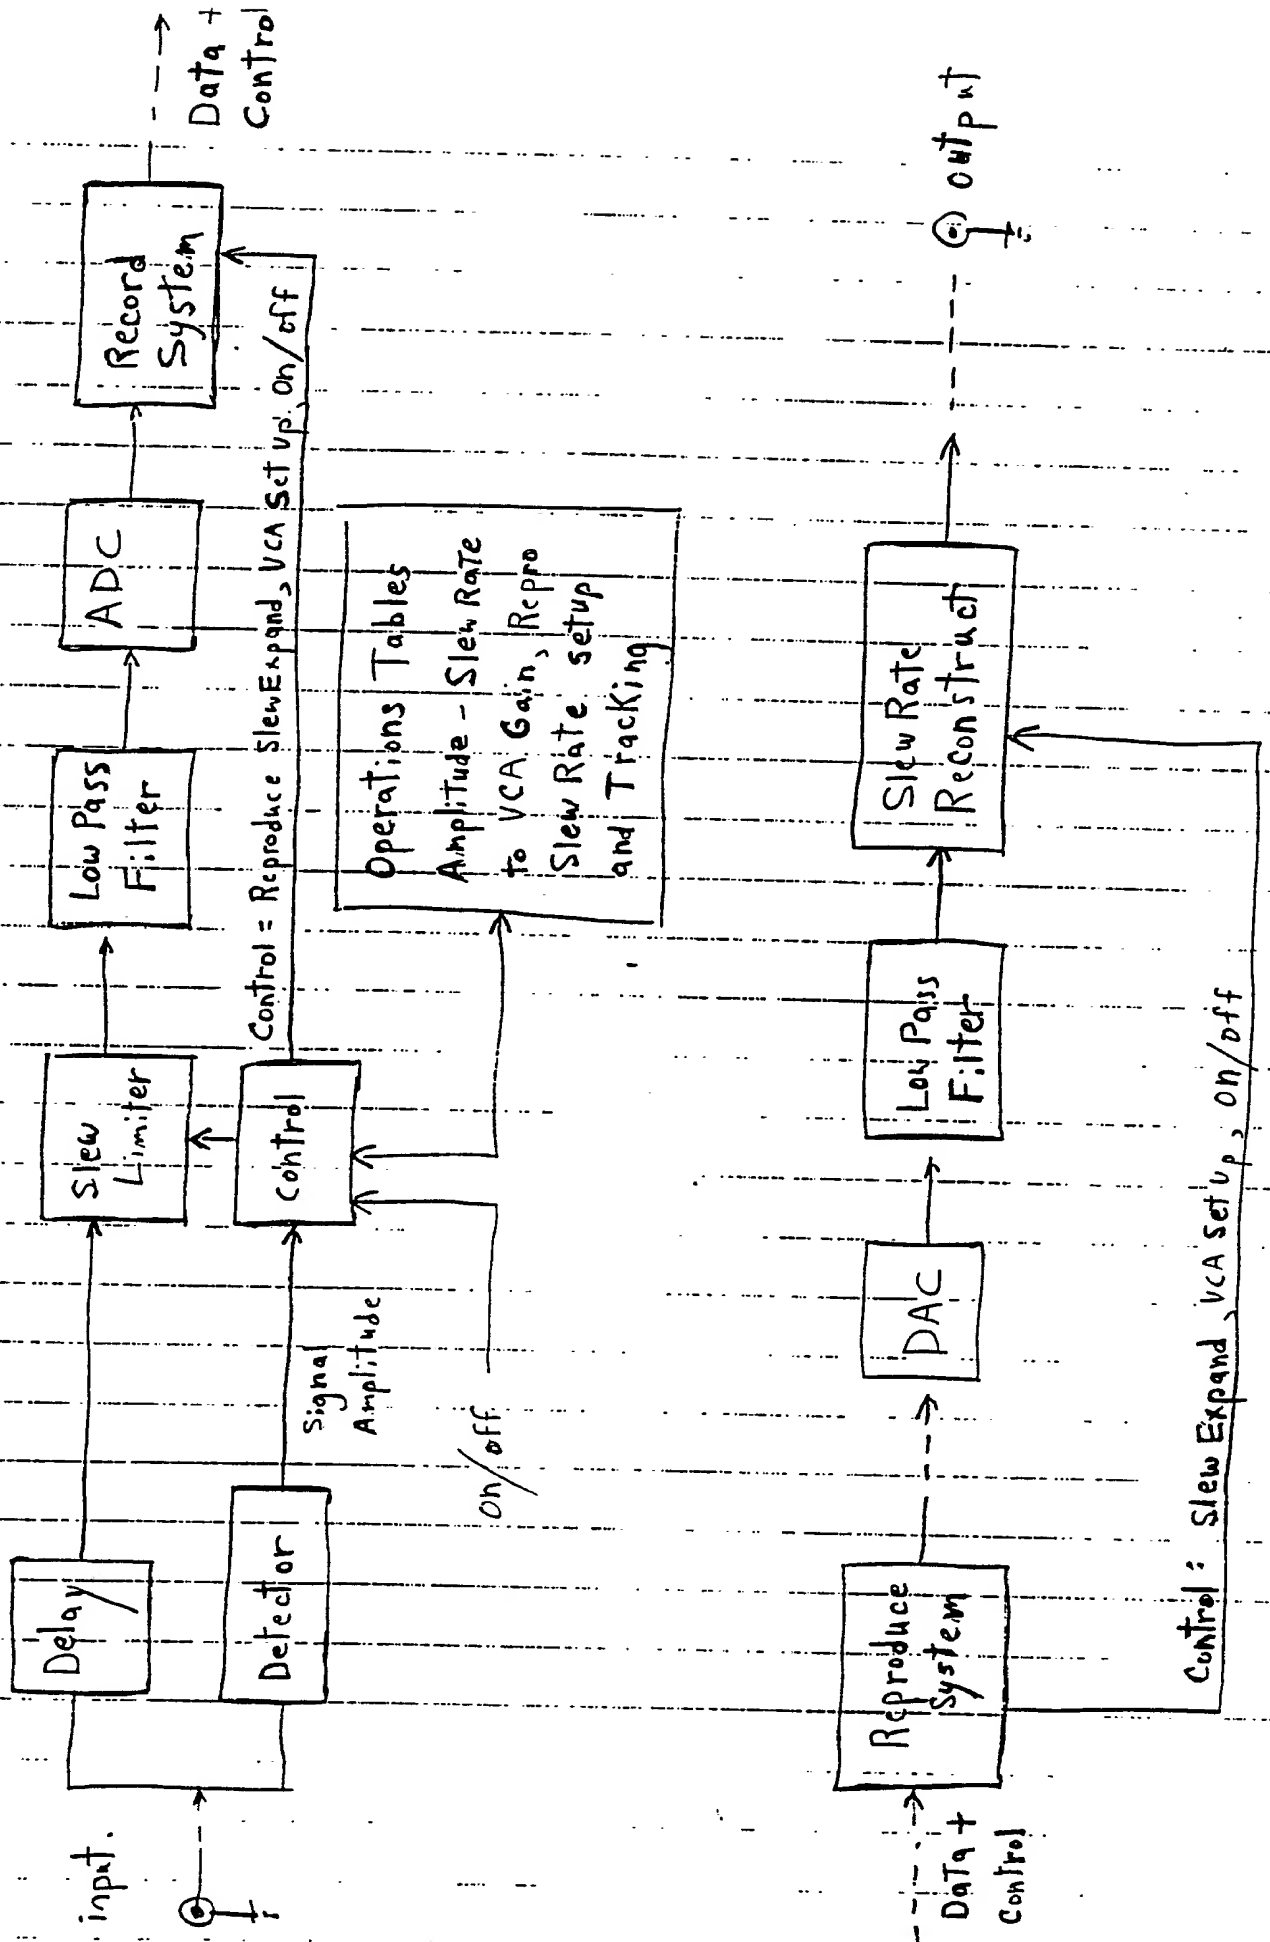 input.
Delay
Detector
Signal
Amplitude
on/off
Slew
Limiter
Control
Low Pass
Filter
ADC
Record
System
Data +
Control
Control = Reproduce Slew Expand, VCA Set up, On/off
Operations Tables
Amplitude - Slew Rate
to VCA Gain, Repro
Slew Rate setup
and Tracking
Data +
Control
Reproduce
System
DAC
Low Pass
Filter
Slew Rate
Reconstruct
Output
Control: Slew Expand, VCA Set up, on/off